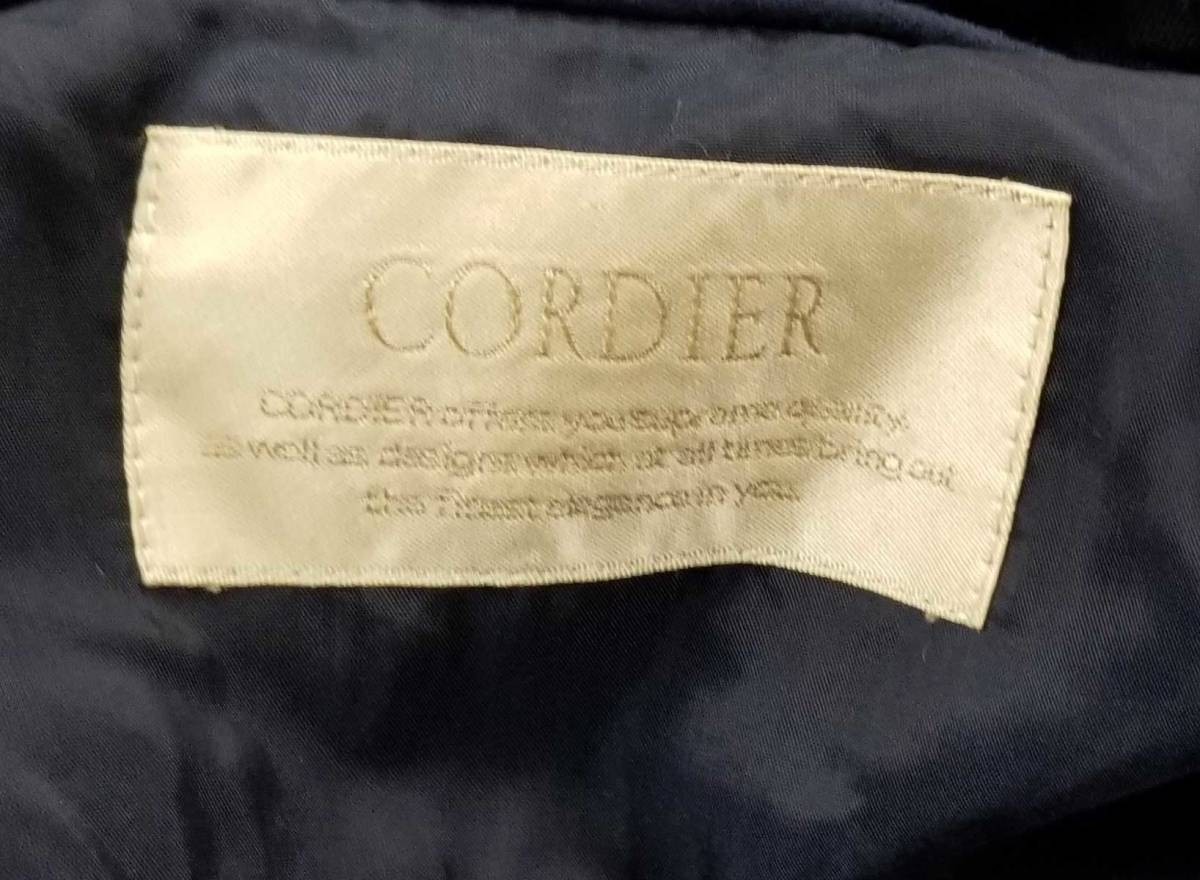 CORDIER
CORDIER offers you supreme quality,
as well as designs which at all times bring out
the finest elegance in you.